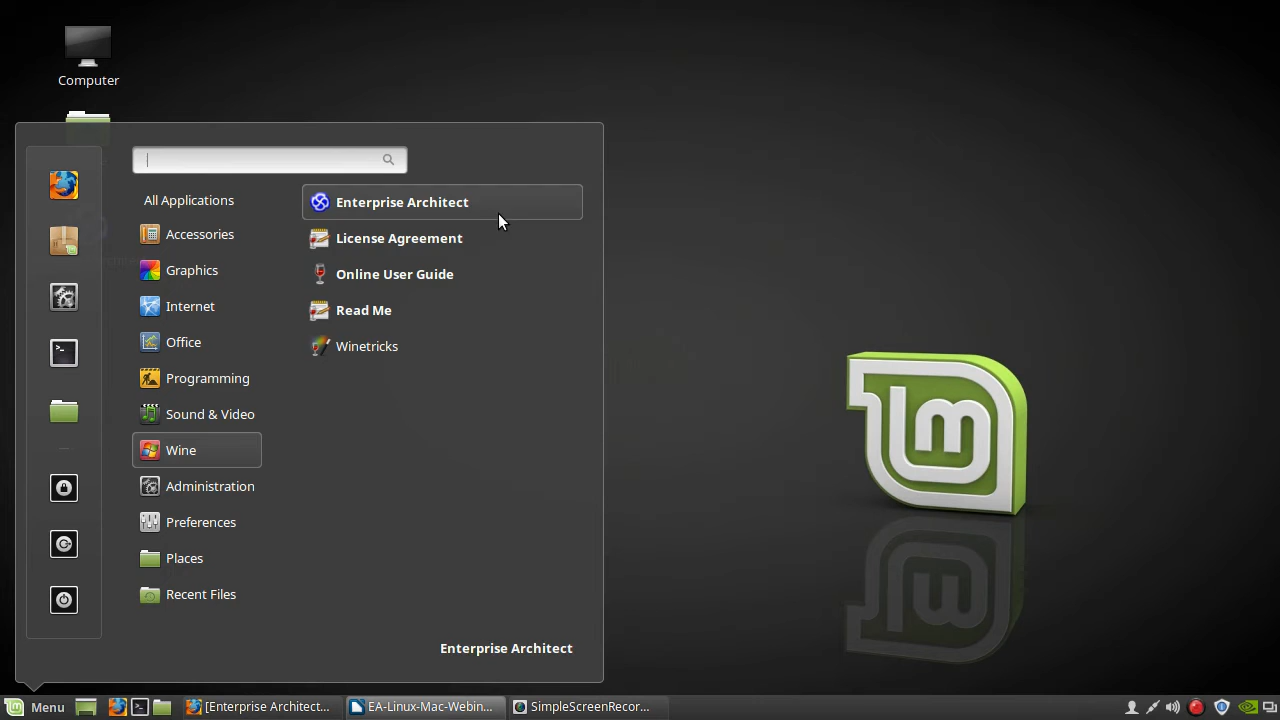 Computer
All Applications
Accessories
Graphics
Internet
Office
Programming
Sound & Video
Wine
Administration
Preferences
Places
Recent Files
Enterprise Architect
License Agreement
Online User Guide
Read Me
Winetricks
Enterprise Architect
Menu
[Enterprise Architect...
EA-Linux-Mac-Webin...
SimpleScreenRecor...